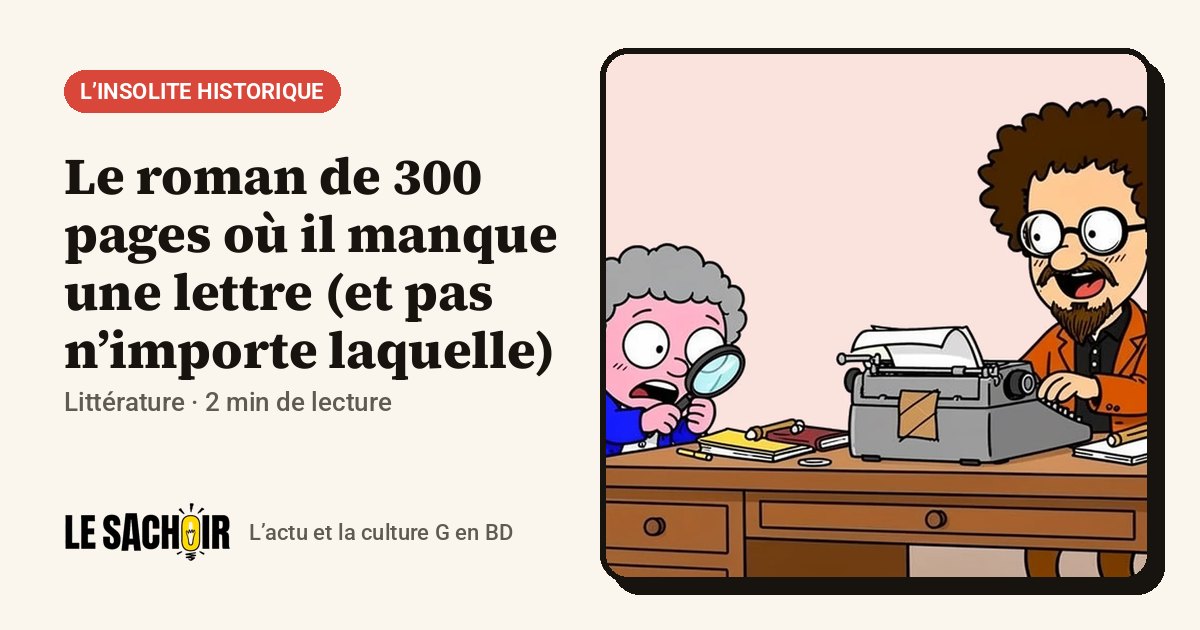 L’INSOLITE HISTORIQUE
Le roman de 300
pages où il manque
une lettre (et pas
n’importe laquelle)
Littérature · 2 min de lecture
LE SACHOIR
L’actu et la culture G en BD